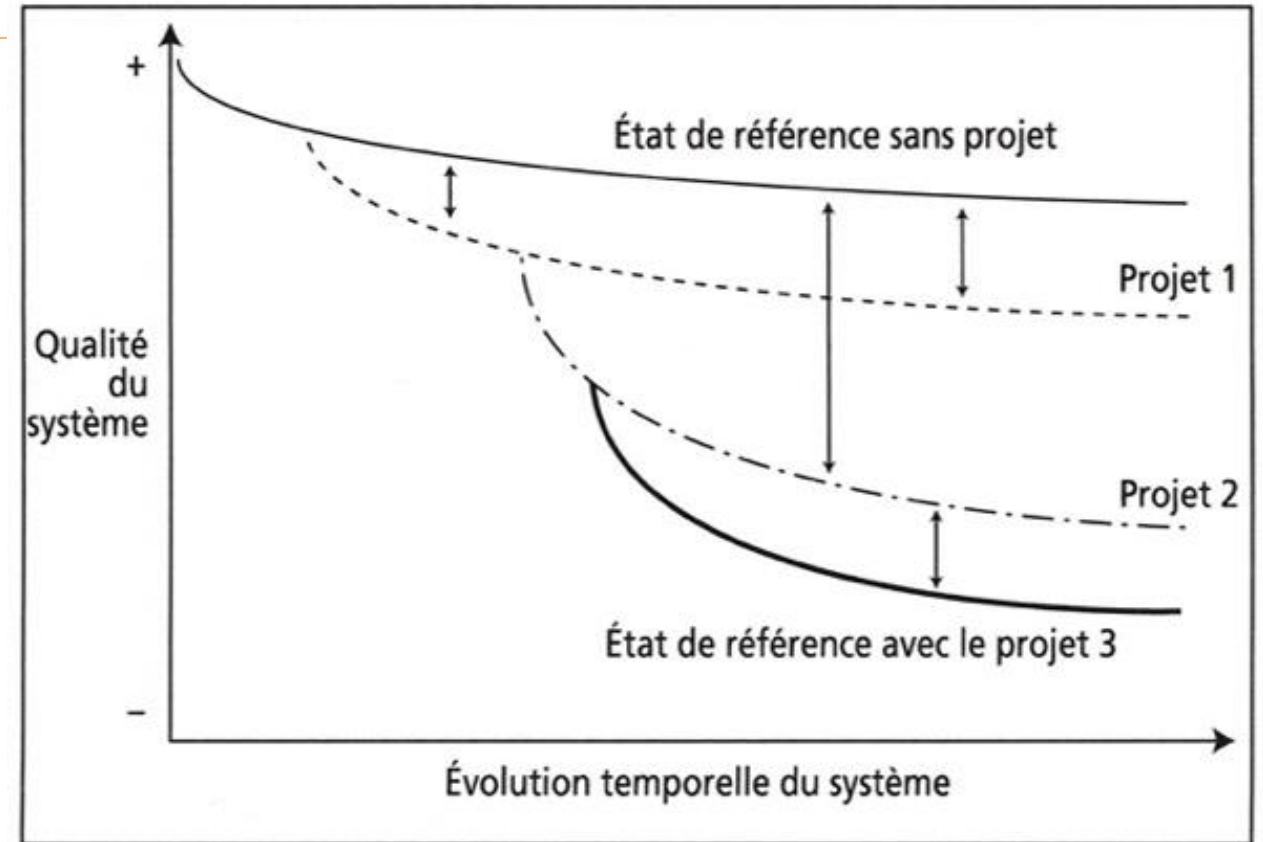 +
État de référence sans projet
Projet 1
Qualité
du
système
Projet 2
État de référence avec le projet 3
–
Évolution temporelle du système